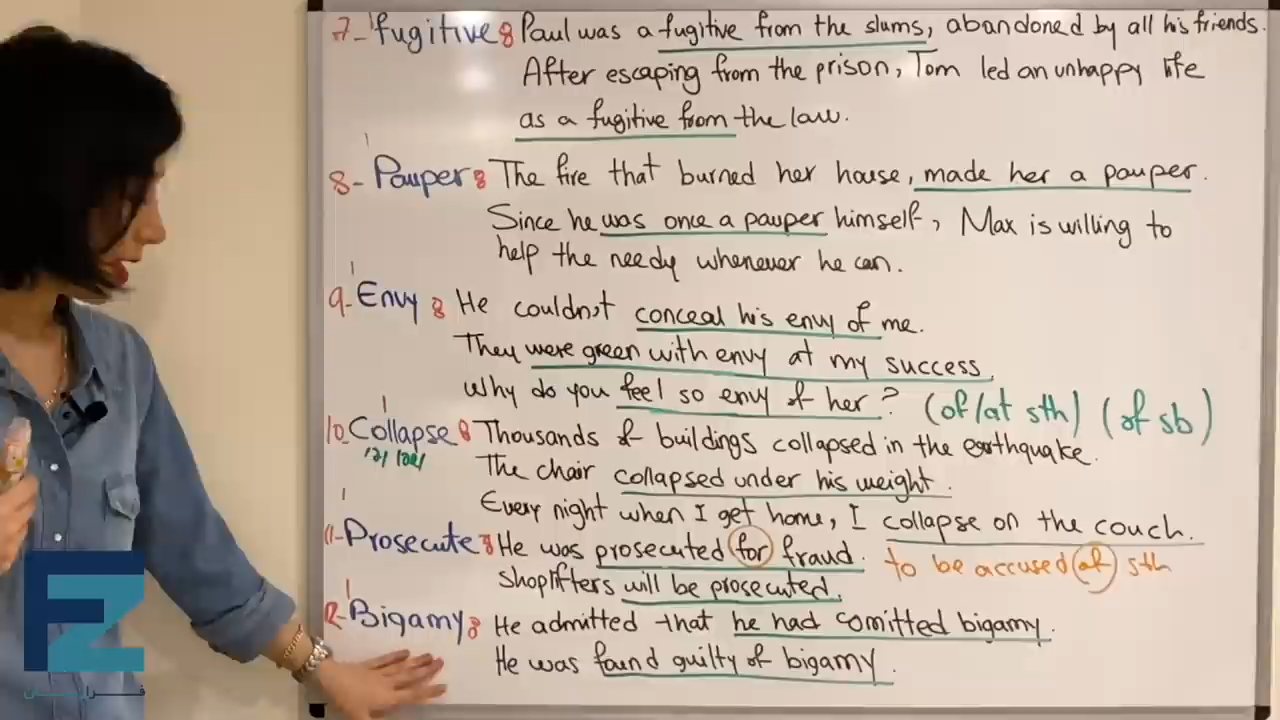 7- fugitive: Paul was a fugitive from the slums, abandoned by all his friends.
After escaping from the prison, Tom led an unhappy life
as a fugitive from the law.
8- Pauper: The fire that burned her house, made her a pauper.
Since he was once a pauper himself, Max is willing to
help the needy whenever he can.
9- Envy: He couldn't conceal his envy of me.
They were green with envy at my success.
Why do you feel so envy of her? (of/at sth) (of sb)
10- Collapse: Thousands of buildings collapsed in the earthquake.
The chair collapsed under his weight.
Every night when I get home, I collapse on the couch.
11- Prosecute: He was prosecuted for fraud. to be accused of sth
Shoplifters will be prosecuted.
12- Bigamy: He admitted that he had comitted bigamy.
He was found guilty of bigamy.
FZ